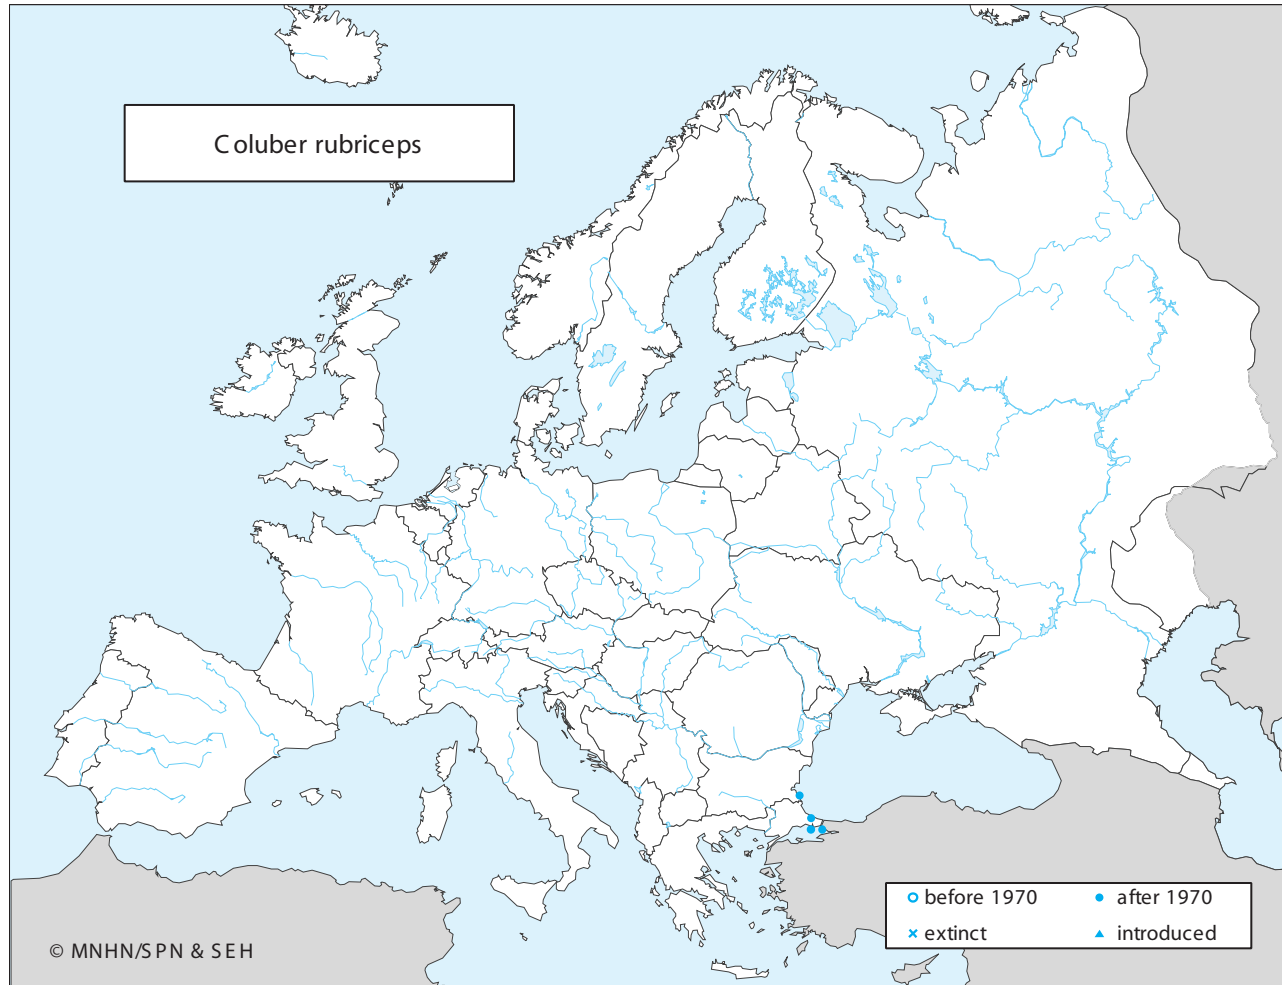 Coluber rubriceps
before 1970
after 1970
extinct
introduced
© MNHN/SPN & SEH